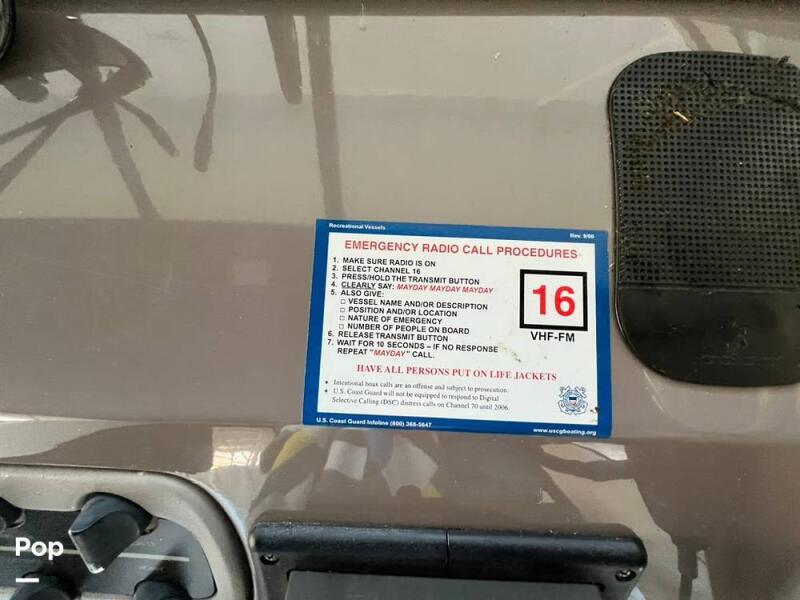 Recreational Vessels
Rev. 9/00
EMERGENCY RADIO CALL PROCEDURES
1. MAKE SURE RADIO IS ON
2. SELECT CHANNEL 16
3. PRESS/HOLD THE TRANSMIT BUTTON
4. CLEARLY SAY: MAYDAY MAYDAY MAYDAY
5. ALSO GIVE:
□ VESSEL NAME AND/OR DESCRIPTION
□ POSITION AND/OR LOCATION
□ NATURE OF EMERGENCY
□ NUMBER OF PEOPLE ON BOARD
6. RELEASE TRANSMIT BUTTON
7. WAIT FOR 10 SECONDS – IF NO RESPONSE
REPEAT "MAYDAY" CALL.
16
VHF-FM
HAVE ALL PERSONS PUT ON LIFE JACKETS
• Intentional hoax calls are an offense and subject to prosecution.
• U.S. Coast Guard will not be equipped to respond to Digital
Selective Calling (DSC) distress calls on Channel 70 until 2006.
U.S. Coast Guard Infoline (800) 368-5647
www.uscgboating.org
Pop